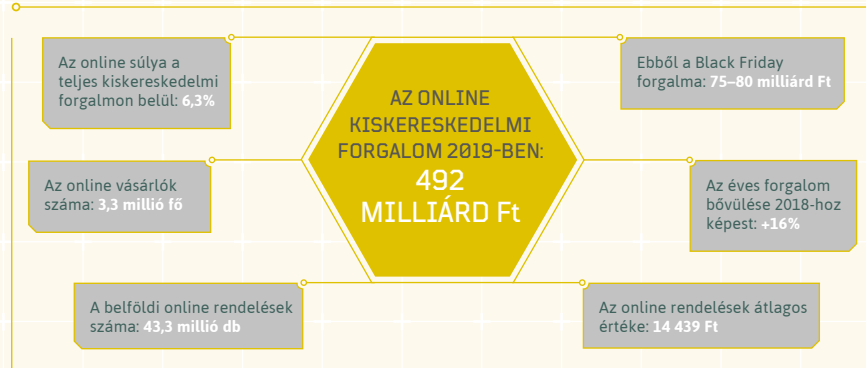 Az online súlya a
teljes kiskereskedelmi
forgalmon belül: 6,3%
AZ ONLINE
KISKERESKEDELMI
FORGALOM 2019-BEN:
492
MILLIÁRD Ft
Ebből a Black Friday
forgalma: 75–80 milliárd Ft
Az online vásárlók
száma: 3,3 millió fő
Az éves forgalom
bővülése 2018-hoz
képest: +16%
A belföldi online rendelések
száma: 43,3 millió db
Az online rendelések átlagos
értéke: 14 439 Ft